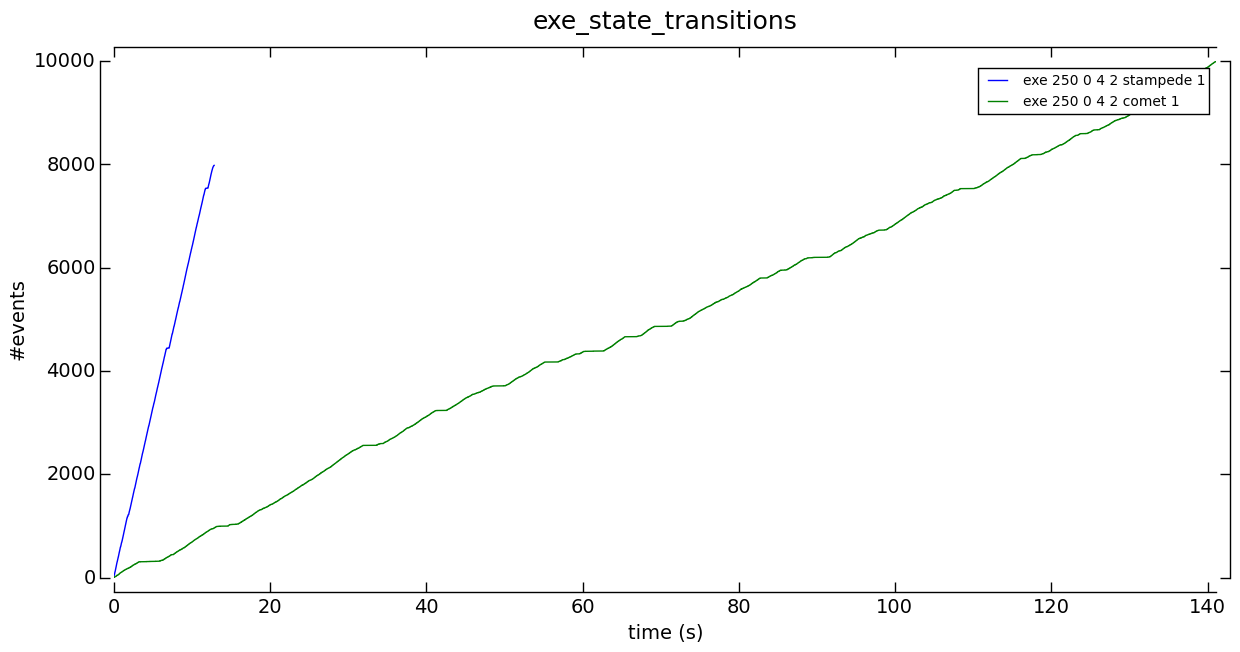 exe_state_transitions
10000
8000
6000
4000
2000
0
#events
exe 250 0 4 2 stampede 1
exe 250 0 4 2 comet 1
0 20 40 60 80 100 120 140
time (s)